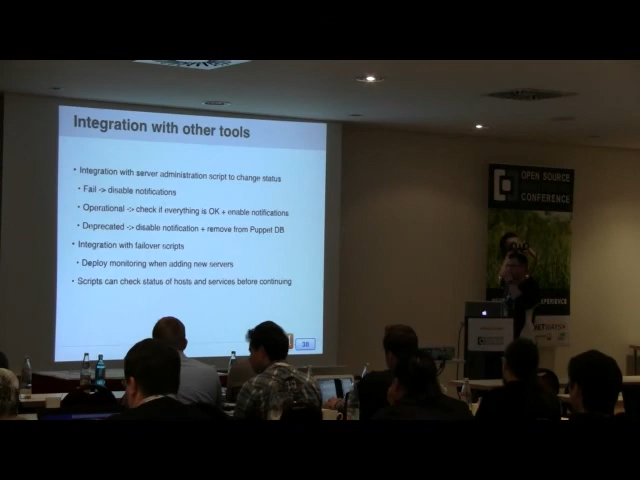 Integration with other tools
• Integration with server administration script to change status
• Fail -> disable notifications
• Operational -> check if everything is OK + enable notifications
• Deprecated -> disable notification + remove from Puppet DB
• Integration with failover scripts
• Deploy monitoring when adding new servers
• Scripts can check status of hosts and services before continuing
38
OPEN SOURCE
CONFERENCE